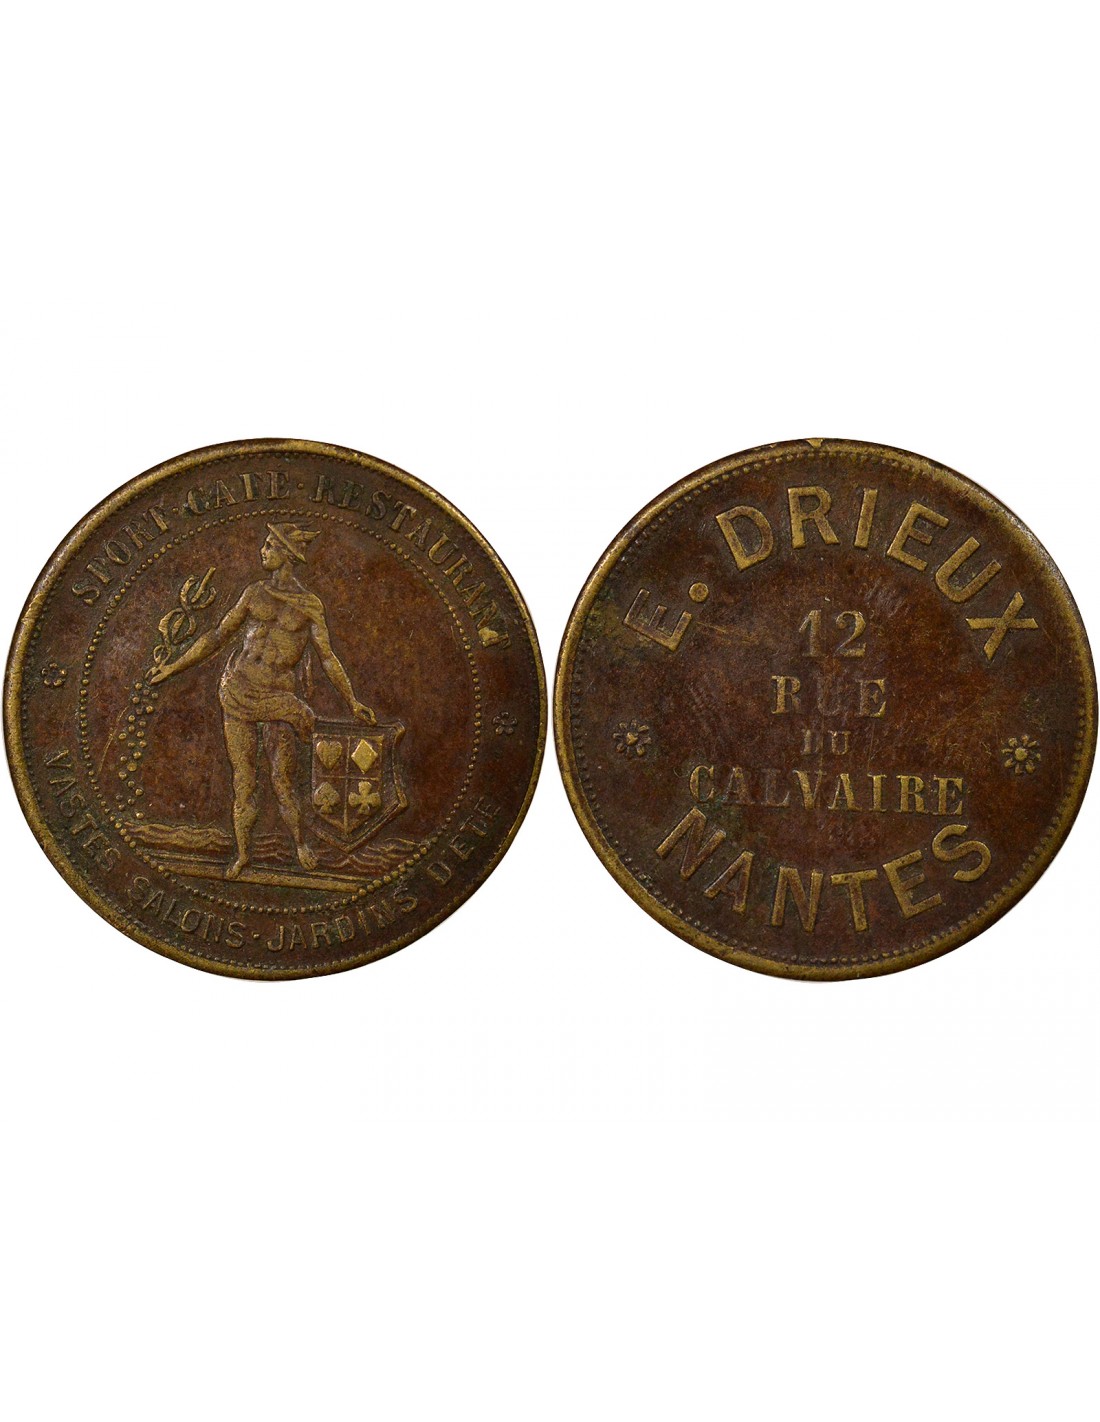 SPORT·CAFE·RESTAURANT
VASTES SALONS·JARDINS D'ETE
E. DRIEUX
12
RUE
DU
CALVAIRE
NANTES